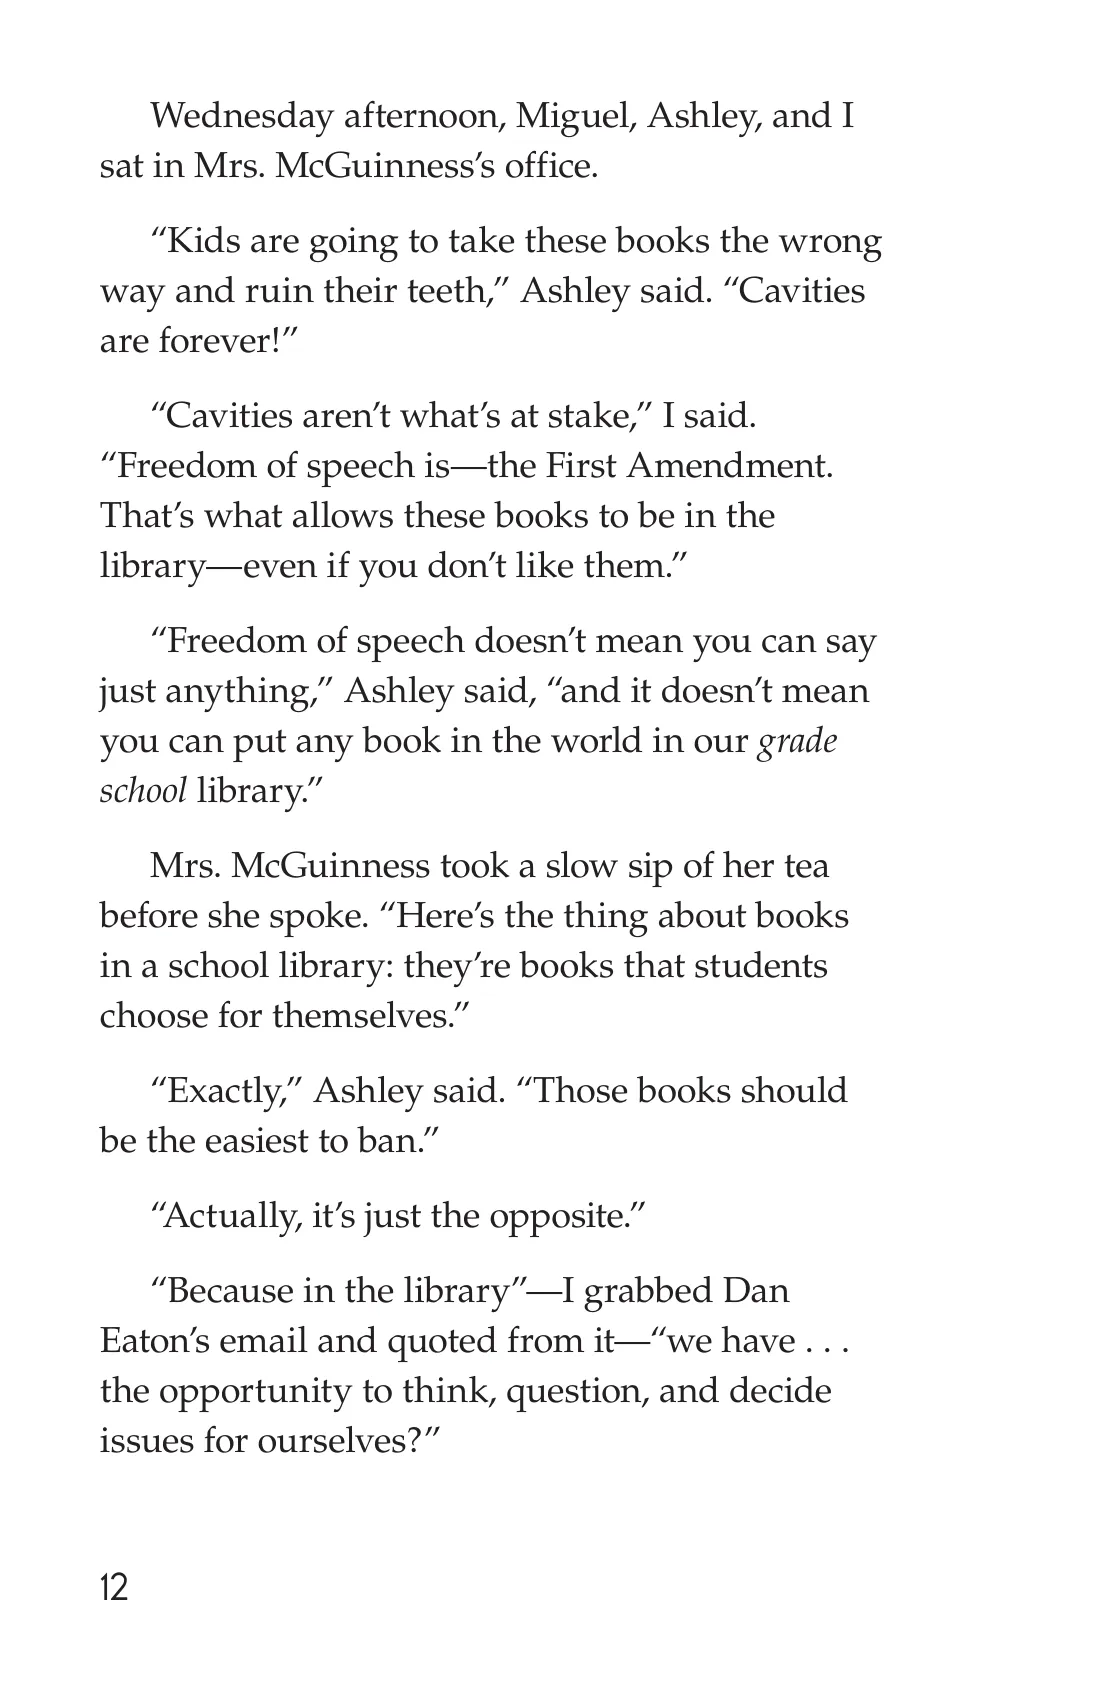 Wednesday afternoon, Miguel, Ashley, and I
sat in Mrs. McGuinness’s office.
“Kids are going to take these books the wrong
way and ruin their teeth,” Ashley said. “Cavities
are forever!”
“Cavities aren’t what’s at stake,” I said.
“Freedom of speech is—the First Amendment.
That’s what allows these books to be in the
library—even if you don’t like them.”
“Freedom of speech doesn’t mean you can say
just anything,” Ashley said, “and it doesn’t mean
you can put any book in the world in our grade
school library.”
Mrs. McGuinness took a slow sip of her tea
before she spoke. “Here’s the thing about books
in a school library: they’re books that students
choose for themselves.”
“Exactly,” Ashley said. “Those books should
be the easiest to ban.”
“Actually, it’s just the opposite.”
“Because in the library”—I grabbed Dan
Eaton’s email and quoted from it—“we have . . .
the opportunity to think, question, and decide
issues for ourselves?”
12